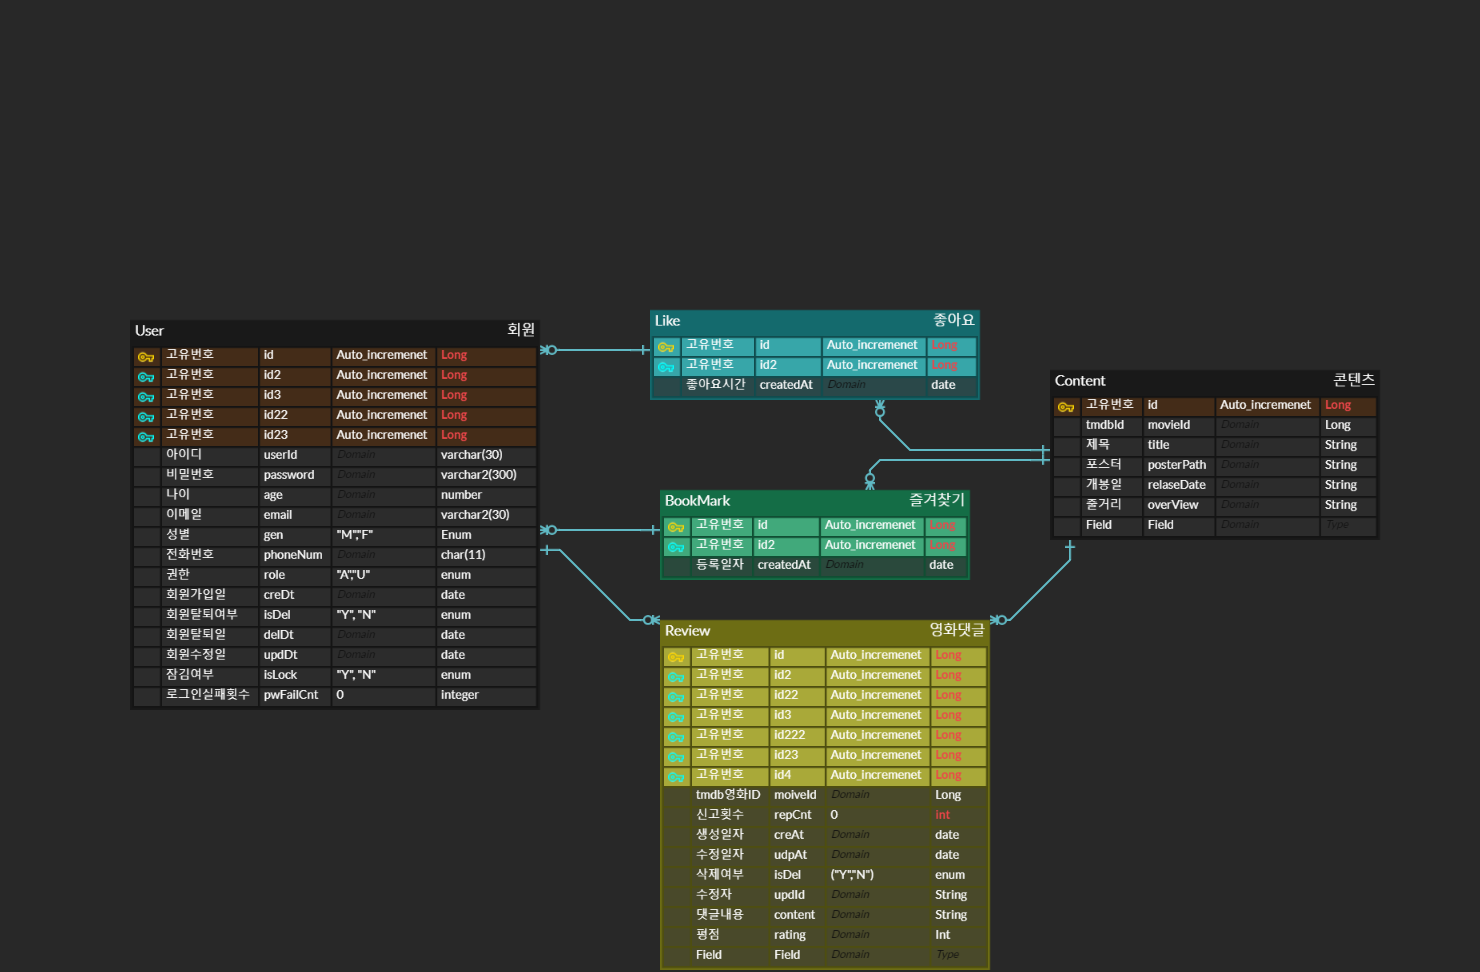 User 회원
고유번호 id Auto_incremenet Long
고유번호 id2 Auto_incremenet Long
고유번호 id3 Auto_incremenet Long
고유번호 id22 Auto_incremenet Long
고유번호 id23 Auto_incremenet Long
아이디 userId Domain varchar(30)
비밀번호 password Domain varchar2(300)
나이 age Domain number
이메일 email Domain varchar2(30)
성별 gen "M","F" Enum
전화번호 phoneNum Domain char(11)
권한 role "A","U" enum
회원가입일 creDt Domain date
회원탈퇴여부 isDel "Y", "N" enum
회원탈퇴일 delDt Domain date
회원수정일 updDt Domain date
잠김여부 isLock "Y", "N" enum
로그인실패횟수 pwFailCnt 0 integer
Like 좋아요
고유번호 id Auto_incremenet Long
고유번호 id2 Auto_incremenet Long
좋아요시간 createdAt Domain date
BookMark 즐겨찾기
고유번호 id Auto_incremenet Long
고유번호 id2 Auto_incremenet Long
등록일자 createdAt Domain date
Content 콘텐츠
고유번호 id Auto_incremenet Long
tmdbId movieId Domain Long
제목 title Domain String
포스터 posterPath Domain String
개봉일 relaseDate Domain String
줄거리 overView Domain String
Field Field Domain Type
Review 영화댓글
고유번호 id Auto_incremenet Long
고유번호 id2 Auto_incremenet Long
고유번호 id22 Auto_incremenet Long
고유번호 id3 Auto_incremenet Long
고유번호 id222 Auto_incremenet Long
고유번호 id23 Auto_incremenet Long
고유번호 id4 Auto_incremenet Long
tmdb영화ID moiveId Domain Long
신고횟수 repCnt 0 int
생성일자 creAt Domain date
수정일자 udpAt Domain date
삭제여부 isDel ("Y","N") enum
수정자 updId Domain String
댓글내용 content Domain String
평점 rating Domain Int
Field Field Domain Type